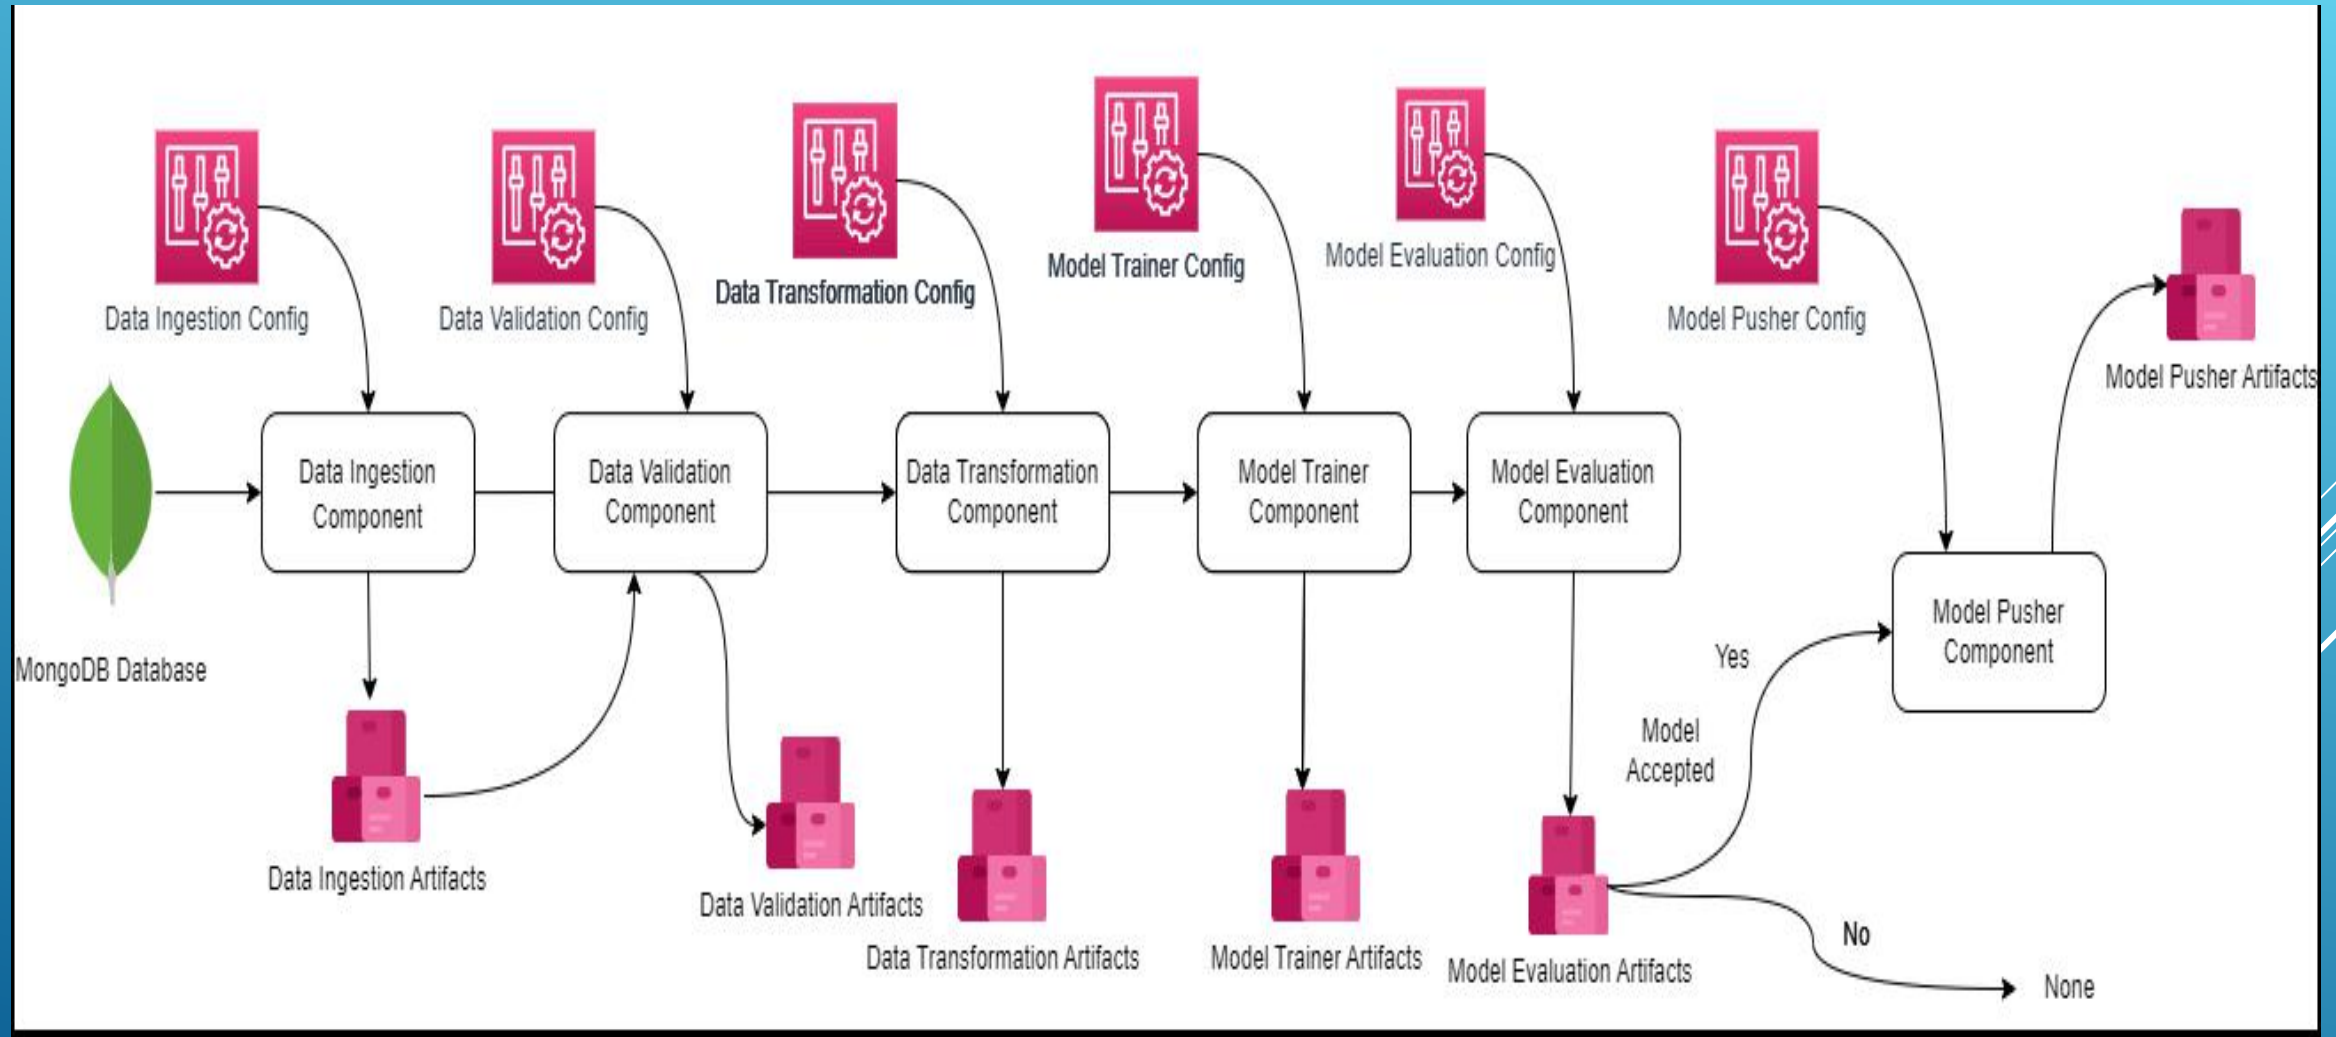 Data Ingestion Config
Data Validation Config
Data Transformation Config
Model Trainer Config
Model Evaluation Config
Model Pusher Config
Model Pusher Artifacts
MongoDB Database
Data Ingestion
Component
Data Validation
Component
Data Transformation
Component
Model Trainer
Component
Model Evaluation
Component
Model Pusher
Component
Yes
Model
Accepted
No
None
Data Ingestion Artifacts
Data Validation Artifacts
Data Transformation Artifacts
Model Trainer Artifacts
Model Evaluation Artifacts